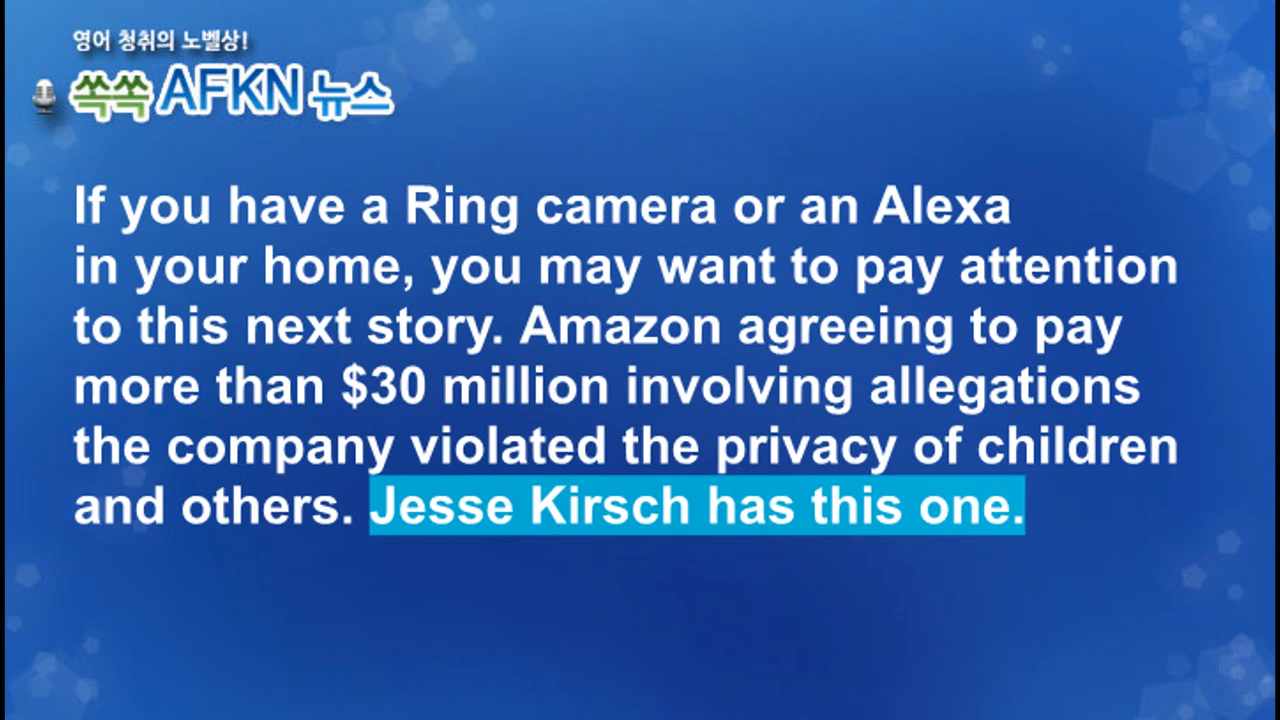 영어 청취의 노벨상!
쏙쏙 AFKN 뉴스
If you have a Ring camera or an Alexa
in your home, you may want to pay attention
to this next story. Amazon agreeing to pay
more than $30 million involving allegations
the company violated the privacy of children
and others. Jesse Kirsch has this one.